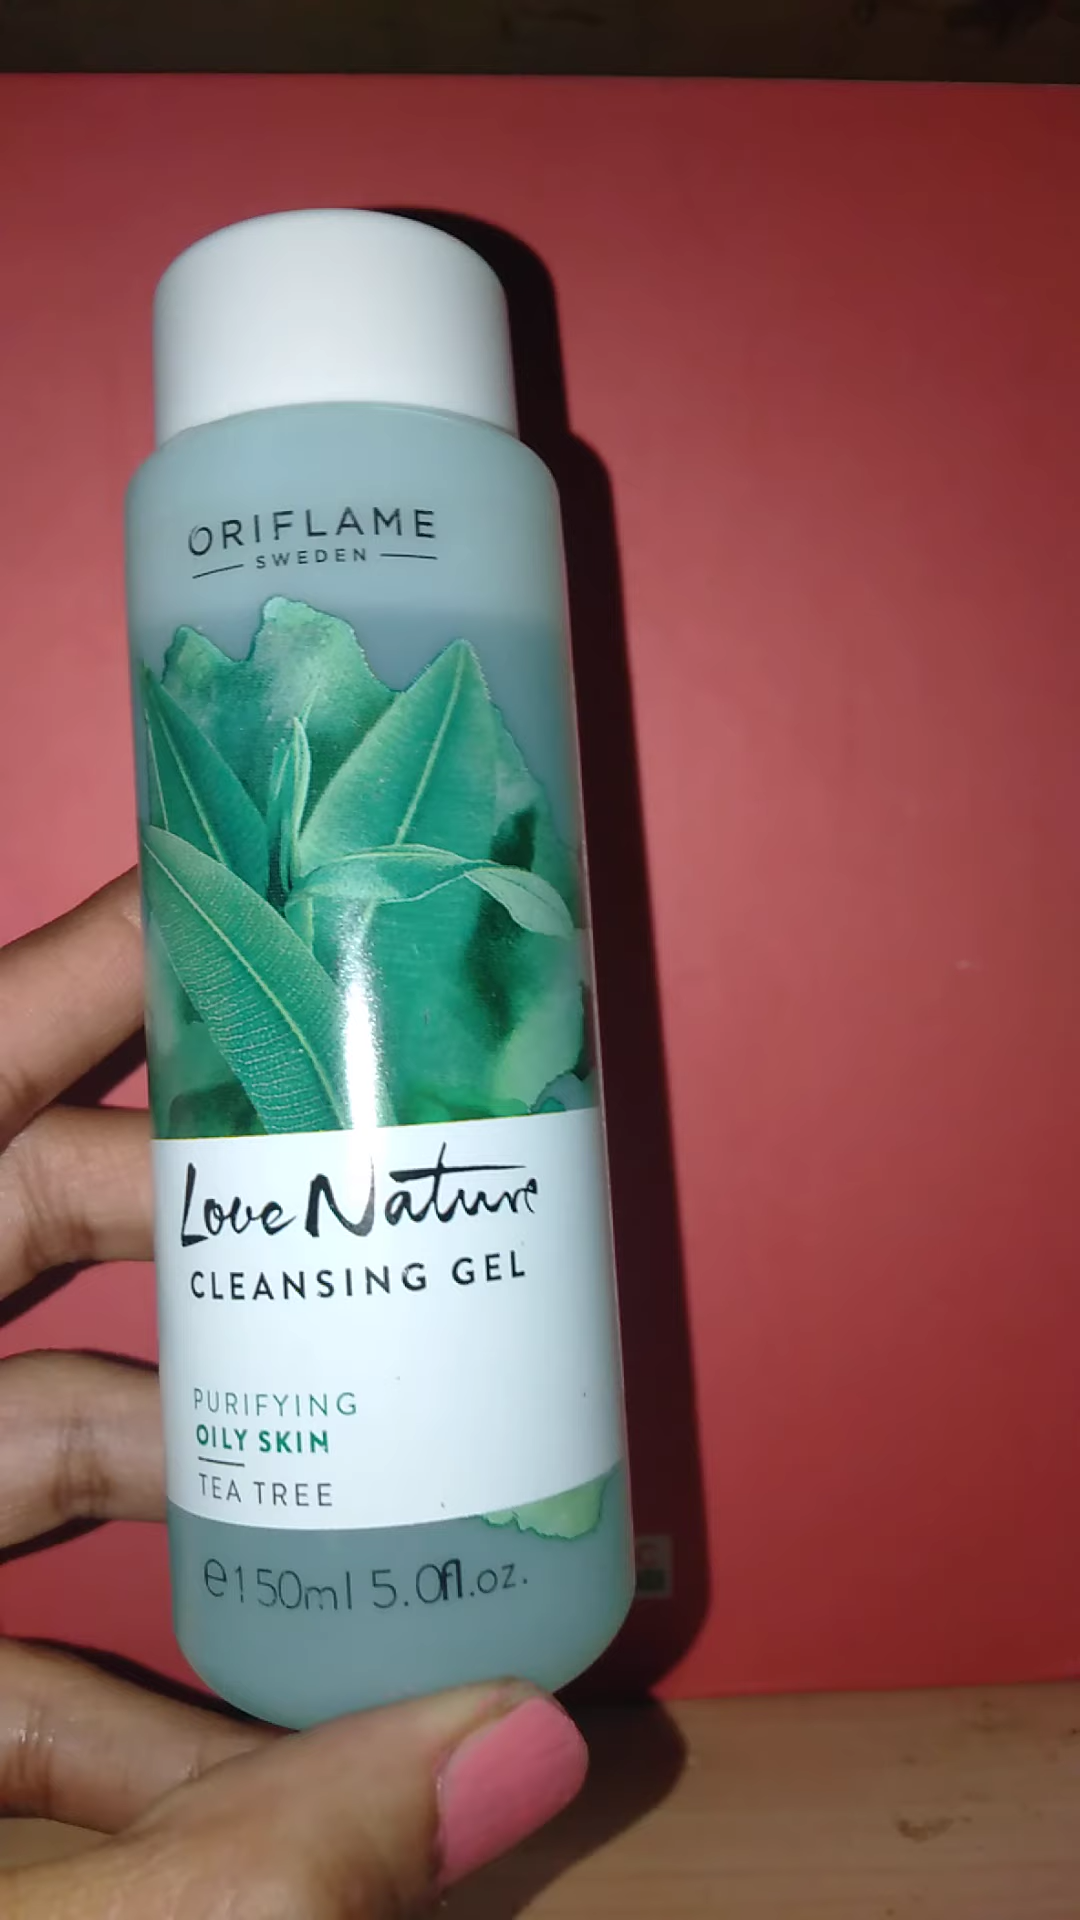 ORIFLAME
SWEDEN
Love Nature
CLEANSING GEL
PURIFYING
OILY SKIN
TEA TREE
℮150ml 5.0fl.oz.